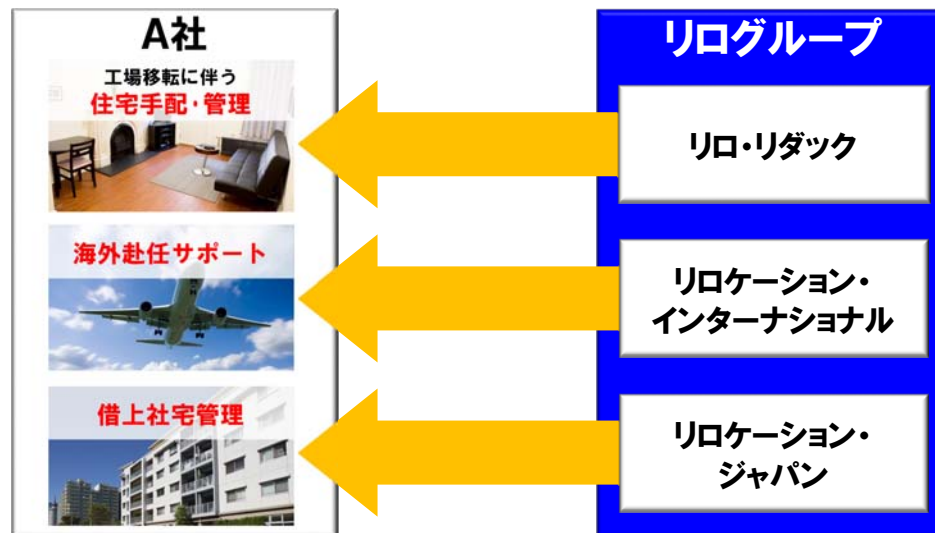 A社
工場移転に伴う
住宅手配・管理
海外赴任サポート
借上社宅管理
リログループ
リロ・リダック
リロケーション・
インターナショナル
リロケーション・
ジャパン